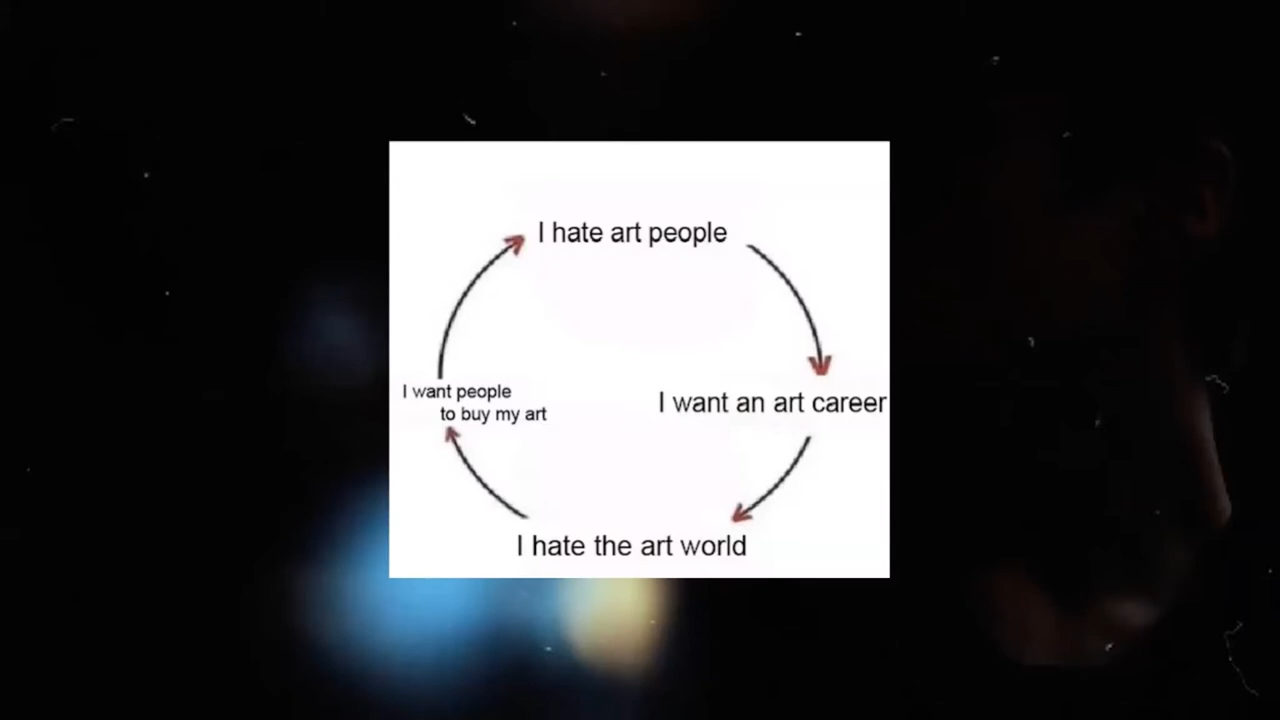 I hate art people
I want an art career
I hate the art world
I want people
to buy my art